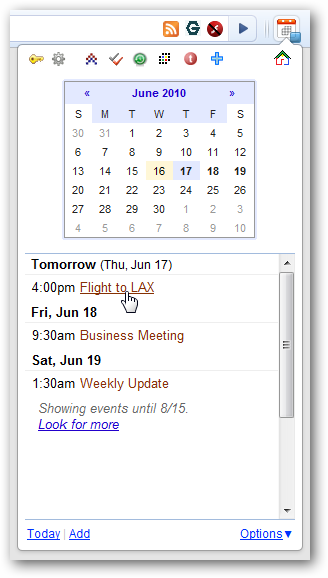 « June 2010 »
S M T W T F S
30 31 1 2 3 4 5
6 7 8 9 10 11 12
13 14 15 16 17 18 19
20 21 22 23 24 25 26
27 28 29 30 1 2 3
4 5 6 7 8 9 10
Tomorrow (Thu, Jun 17)
4:00pm Flight to LAX
Fri, Jun 18
9:30am Business Meeting
Sat, Jun 19
1:30am Weekly Update
Showing events until 8/15.
Look for more
Today | Add Options▼